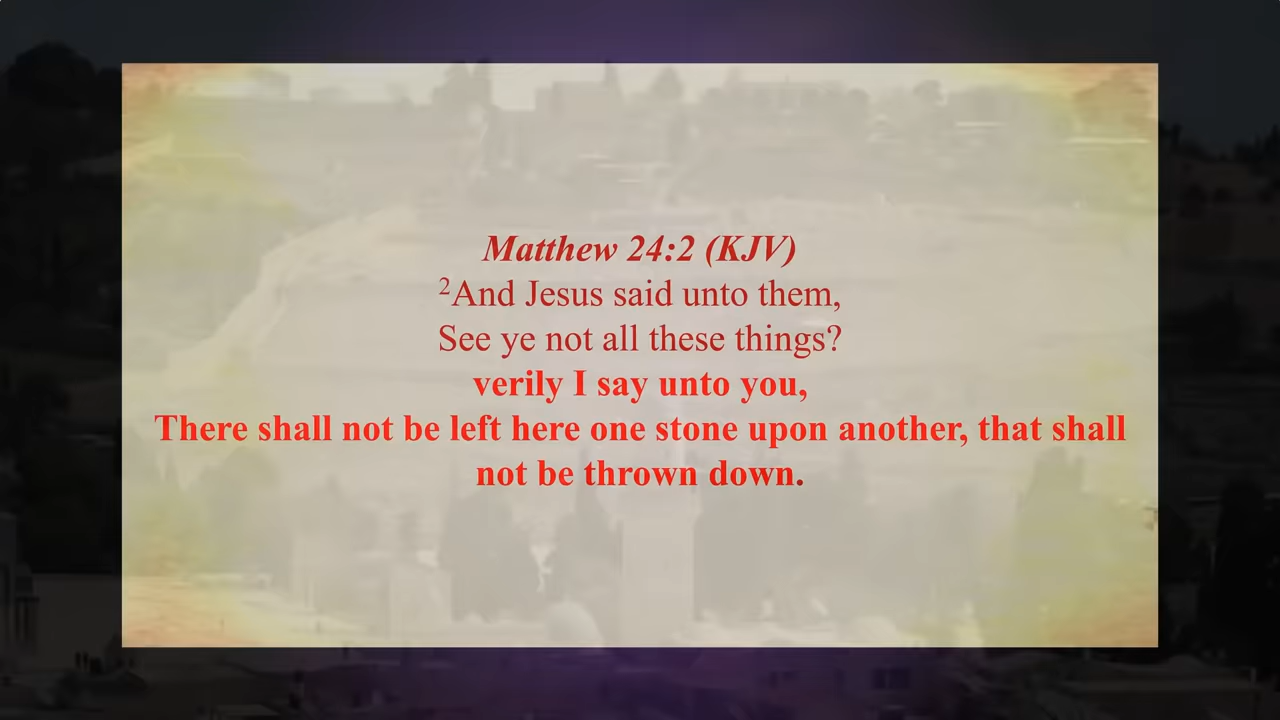 Matthew 24:2 (KJV)
²And Jesus said unto them,
See ye not all these things?
verily I say unto you,
There shall not be left here one stone upon another, that shall
not be thrown down.